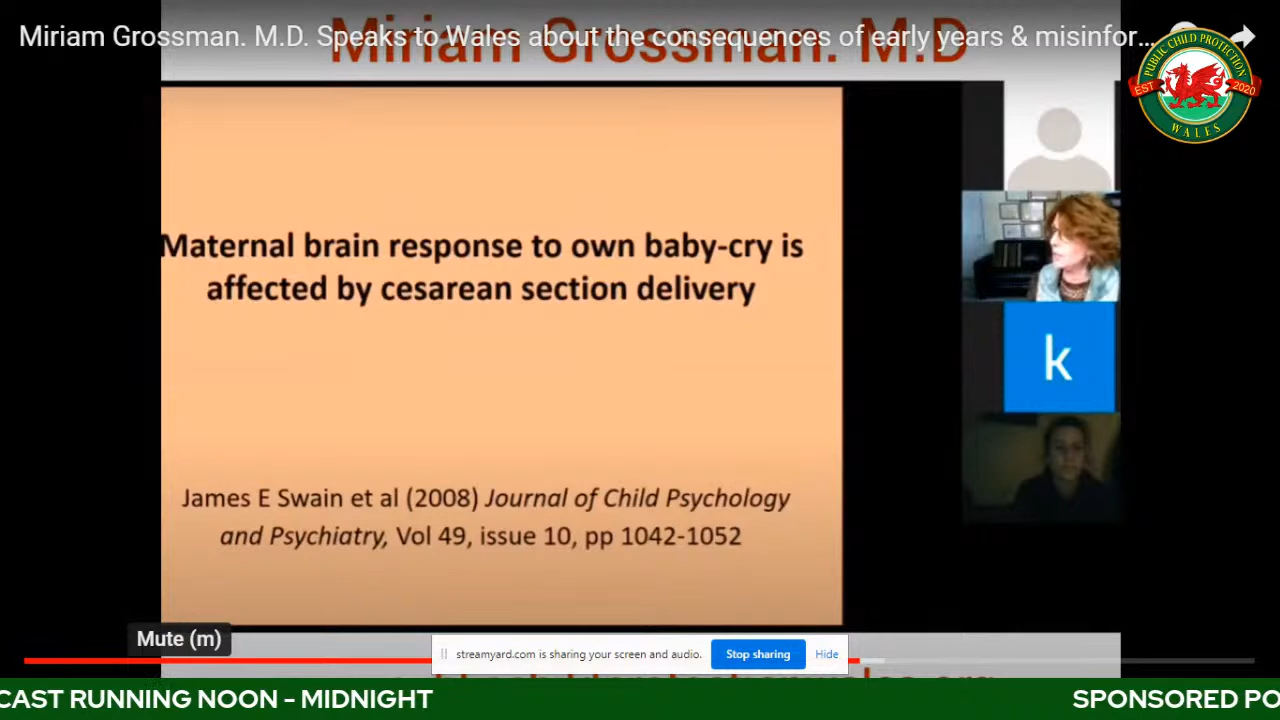 Miriam Grossman. M.D
Miriam Grossman. M.D. Speaks to Wales about the consequences of early years & misinfor...
PUBLIC CHILD PROTECTION
EST 2020
WALES
Maternal brain response to own baby-cry is
affected by cesarean section delivery
k
James E Swain et al (2008) Journal of Child Psychology
and Psychiatry, Vol 49, issue 10, pp 1042-1052
Mute (m)
streamyard.com is sharing your screen and audio.
Stop sharing
Hide
CAST RUNNING NOON - MIDNIGHT
SPONSORED PO